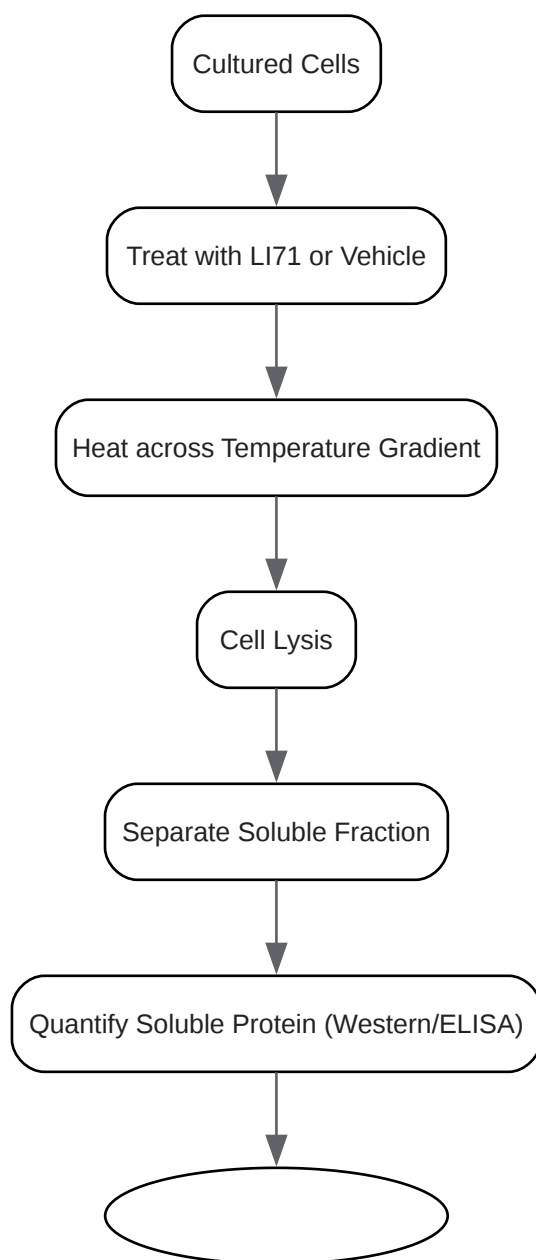 Cultured Cells
Treat with LI71 or Vehicle
Heat across Temperature Gradient
Cell Lysis
Separate Soluble Fraction
Quantify Soluble Protein (Western/ELISA)